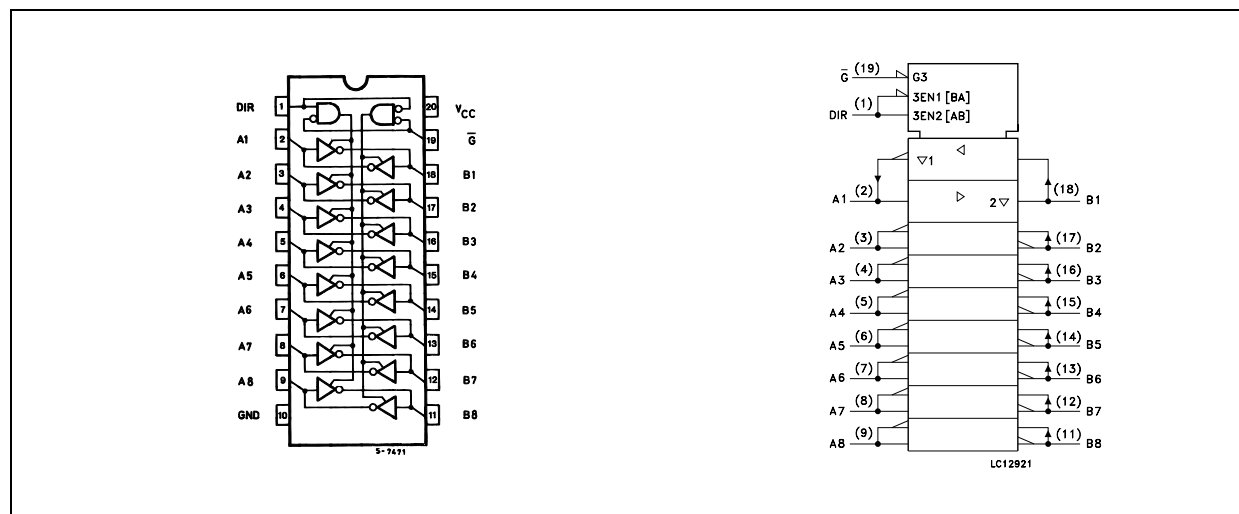 DIR 1 20 VCC
A1 2 19 G̅
A2 3 18 B1
A3 4 17 B2
A4 5 16 B3
A5 6 15 B4
A6 7 14 B5
A7 8 13 B6
A8 9 12 B7
GND 10 11 B8
S-7471
G̅ (19) G3
3EN1 [BA]
DIR (1) 3EN2 [AB]
1
A1 (2) 2 (18) B1
A2 (3) (17) B2
A3 (4) (16) B3
A4 (5) (15) B4
A5 (6) (14) B5
A6 (7) (13) B6
A7 (8) (12) B7
A8 (9) (11) B8
LC12921